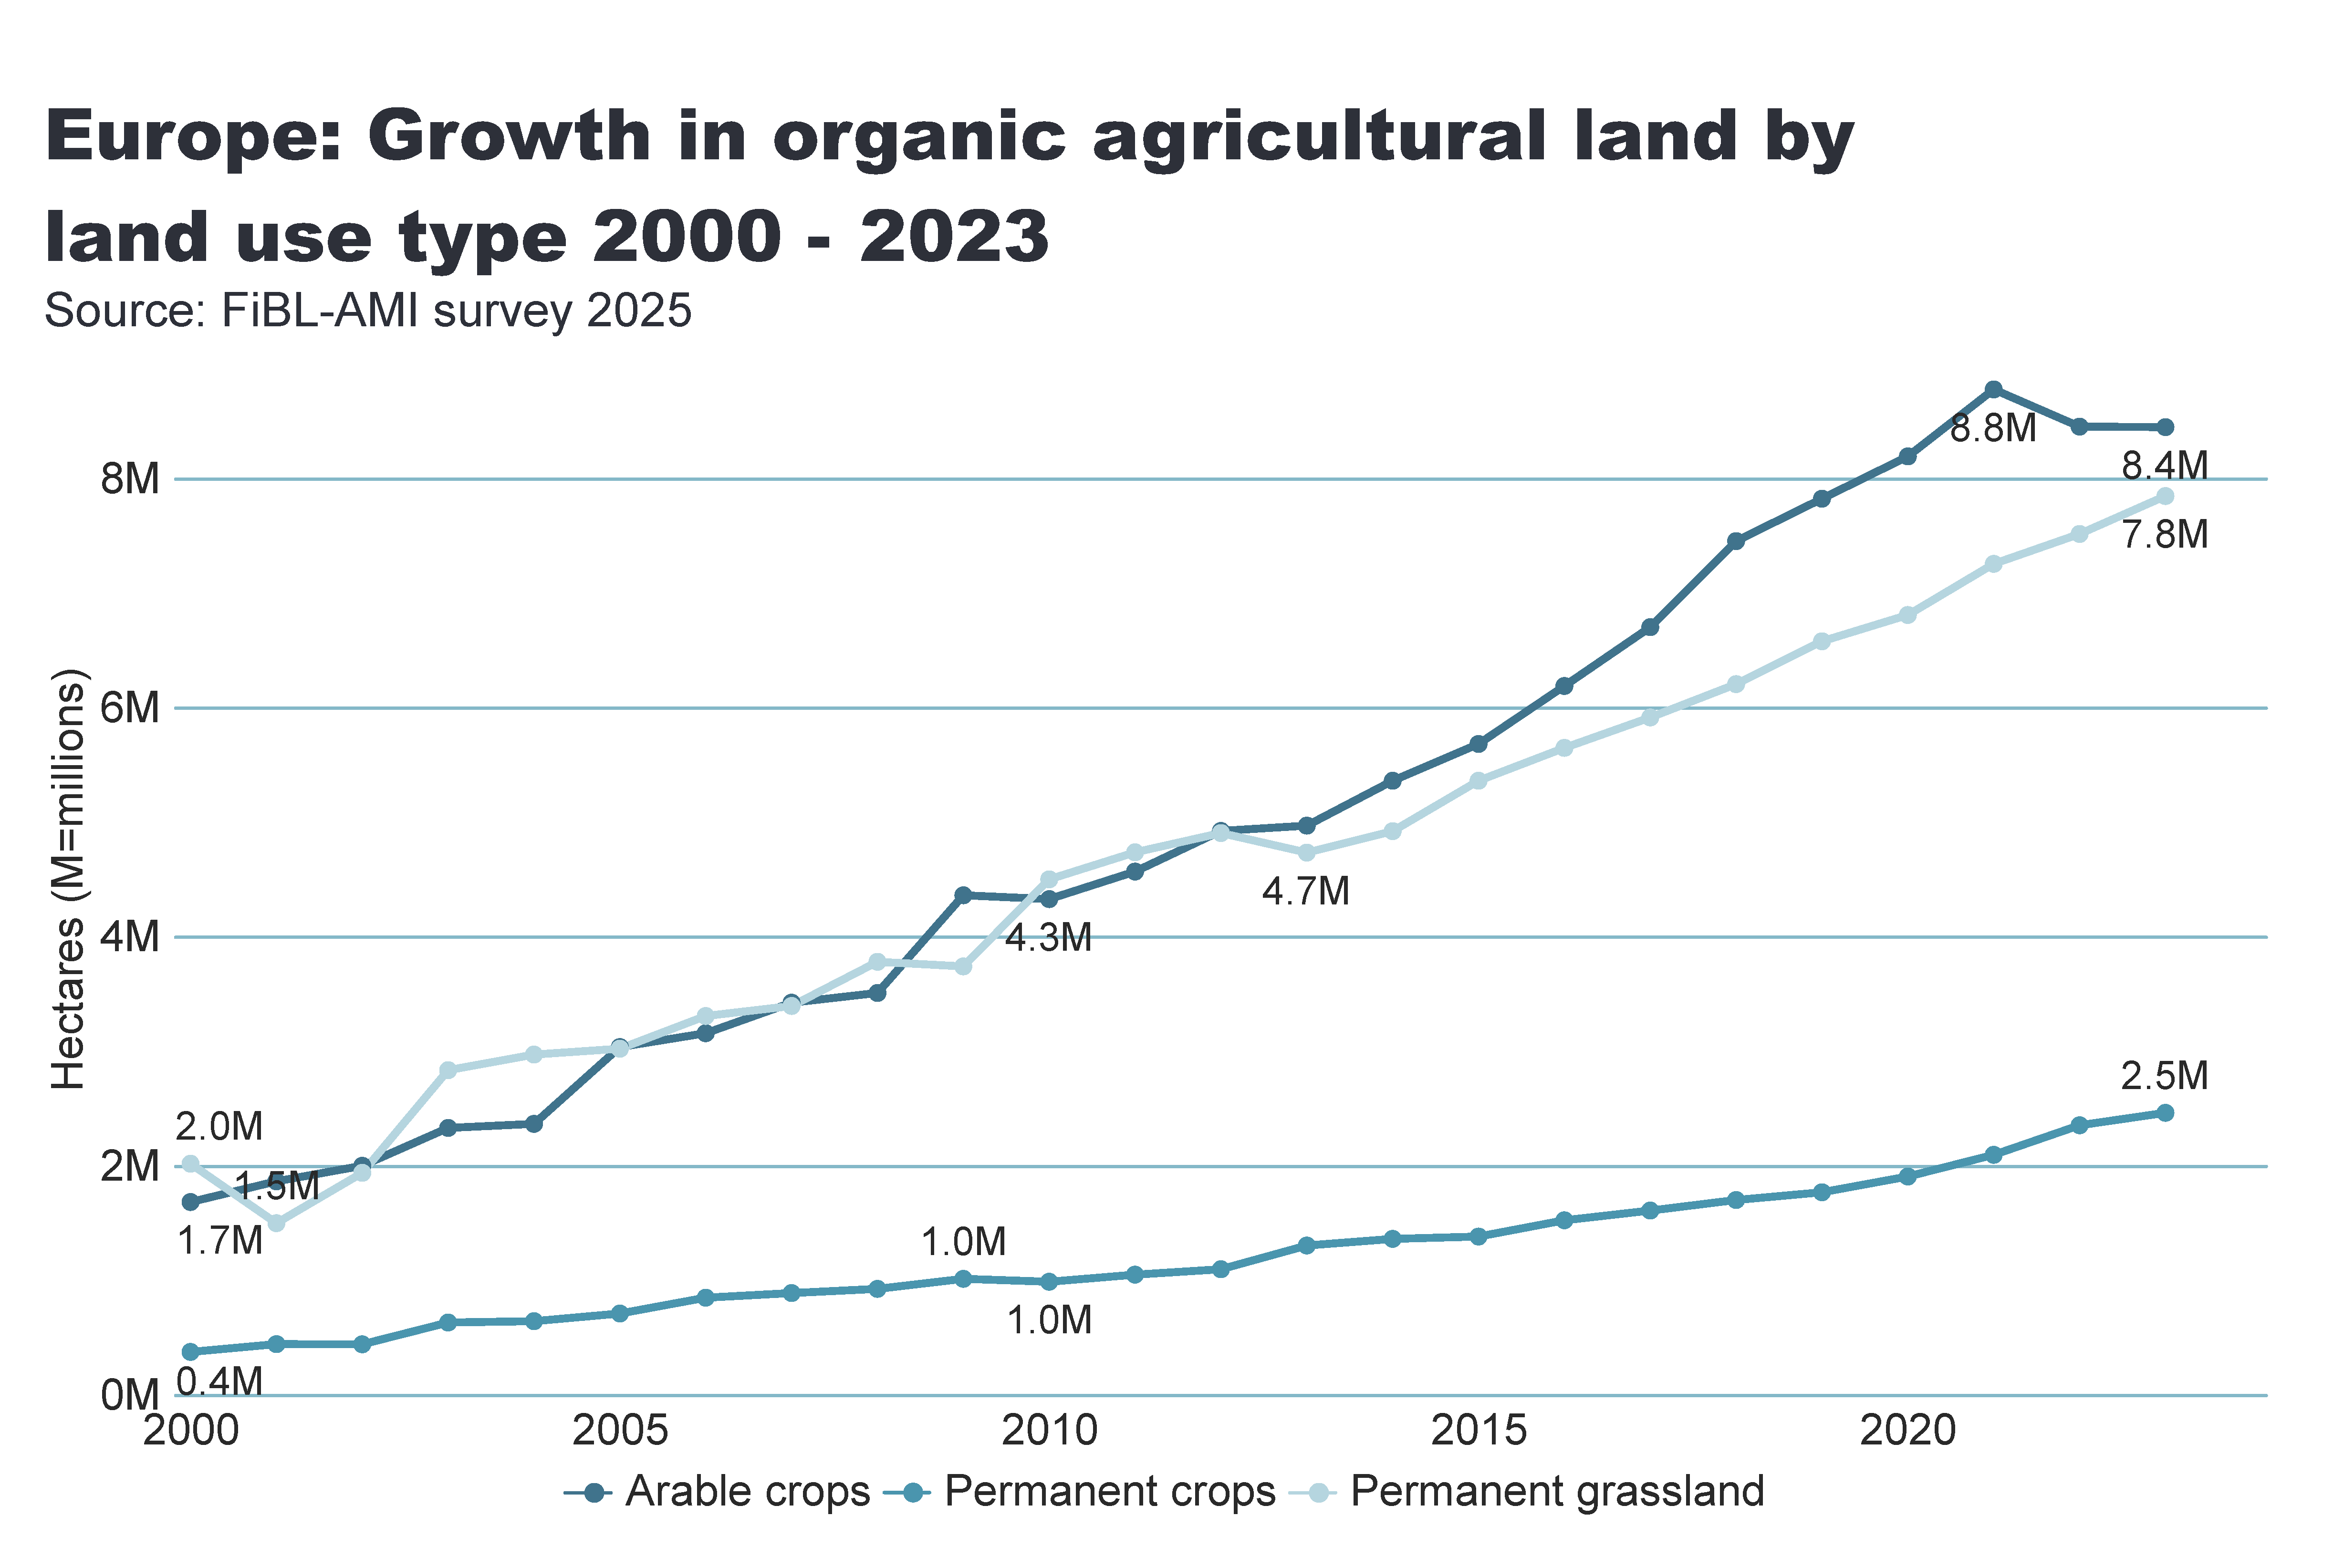 Europe: Growth in organic agricultural land by
land use type 2000 - 2023
Source: FiBL-AMI survey 2025
Hectares (M=millions)
8M
6M
4M
2M
0M
8.8M
8.4M
7.8M
4.7M
4.3M
2.5M
2.0M
1.5M
1.7M
1.0M
1.0M
0.4M
2000 2005 2010 2015 2020
Arable crops Permanent crops Permanent grassland